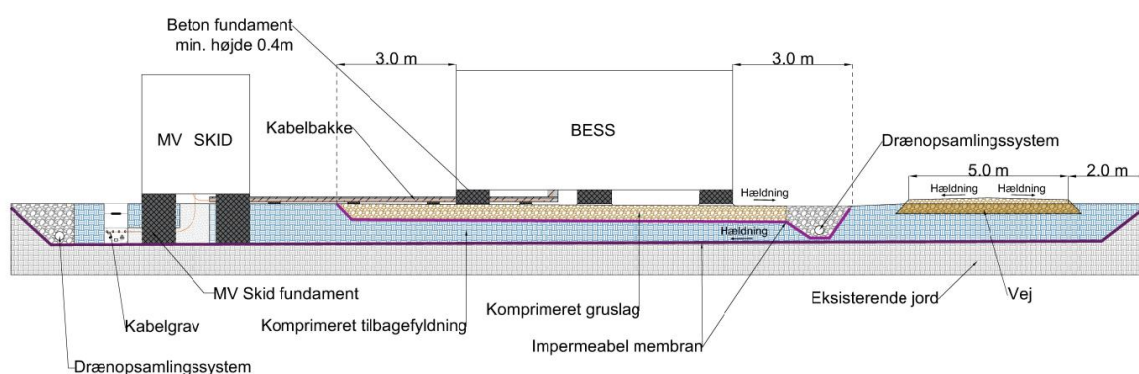 Beton fundament
min. højde 0.4m
3.0 m
3.0 m
MV SKID
Kabelbakke
BESS
Drænopsamlingssystem
5.0 m
2.0 m
Hældning
Hældning
Hældning
Hældning
MV Skid fundament
Komprimeret gruslag
Eksisterende jord
Vej
Kabelgrav
Komprimeret tilbagefyldning
Impermeabel membran
Drænopsamlingssystem